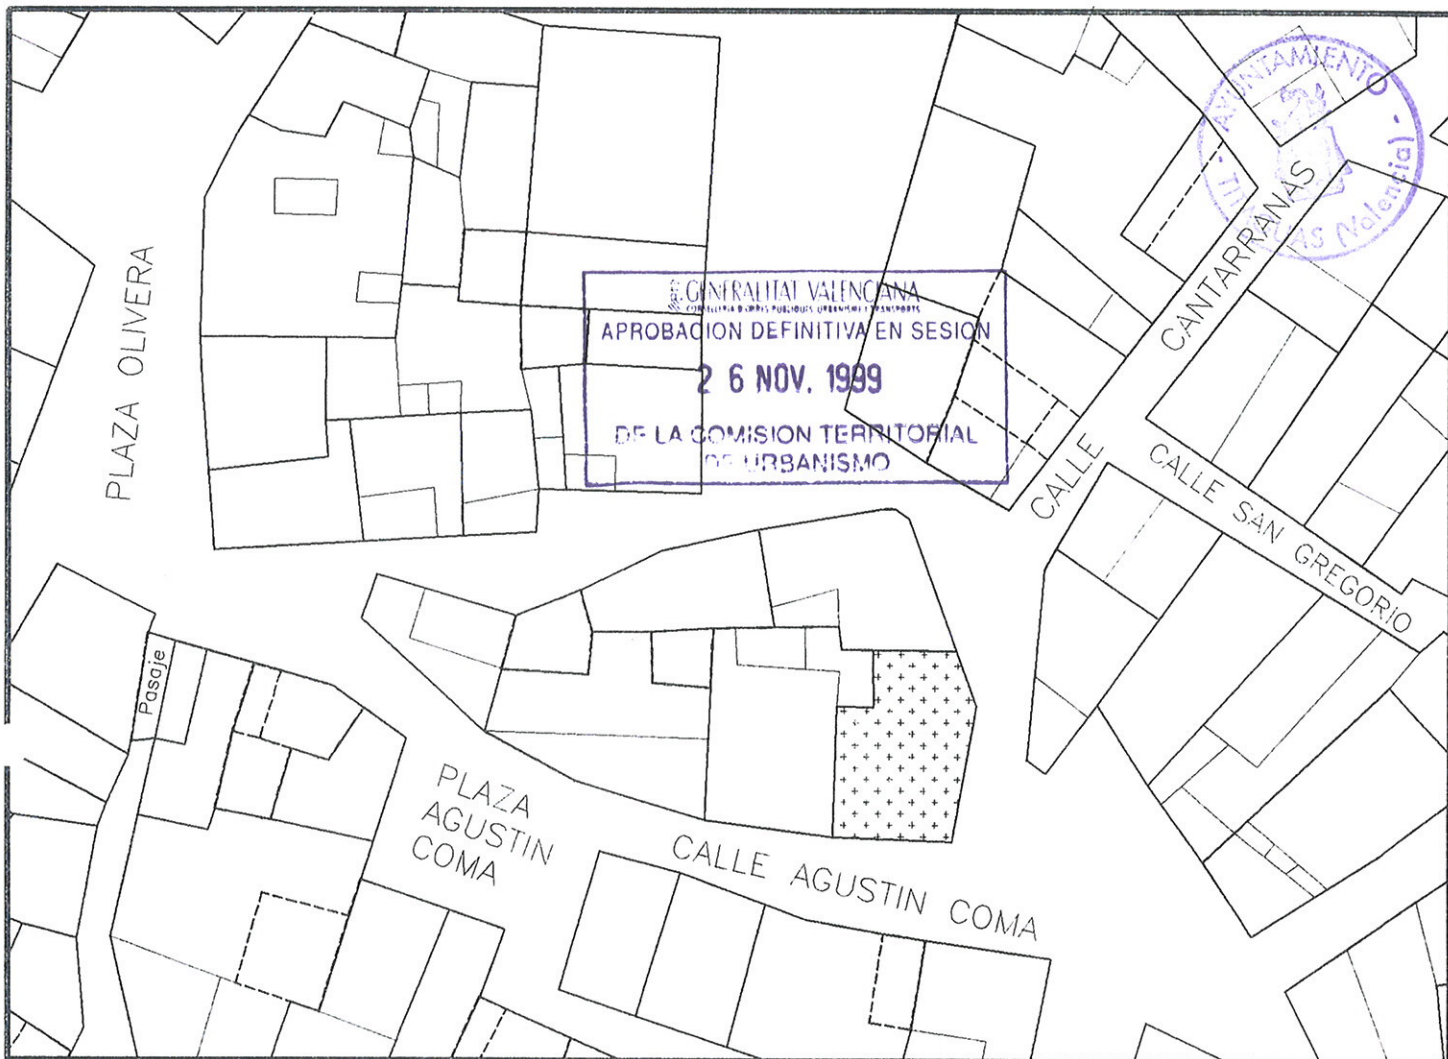 AYUNTAMIENTO
(Valencia)
CANTARRANAS
PLAZA OLIVERA
GENERALITAT VALENCIANA
APROBACION DEFINITIVA EN SESION
2 6 NOV. 1999
DE LA COMISION TERRITORIAL
DE URBANISMO
CALLE
CALLE SAN GREGORIO
Pasaje
PLAZA
AGUSTIN
COMA
CALLE AGUSTIN COMA